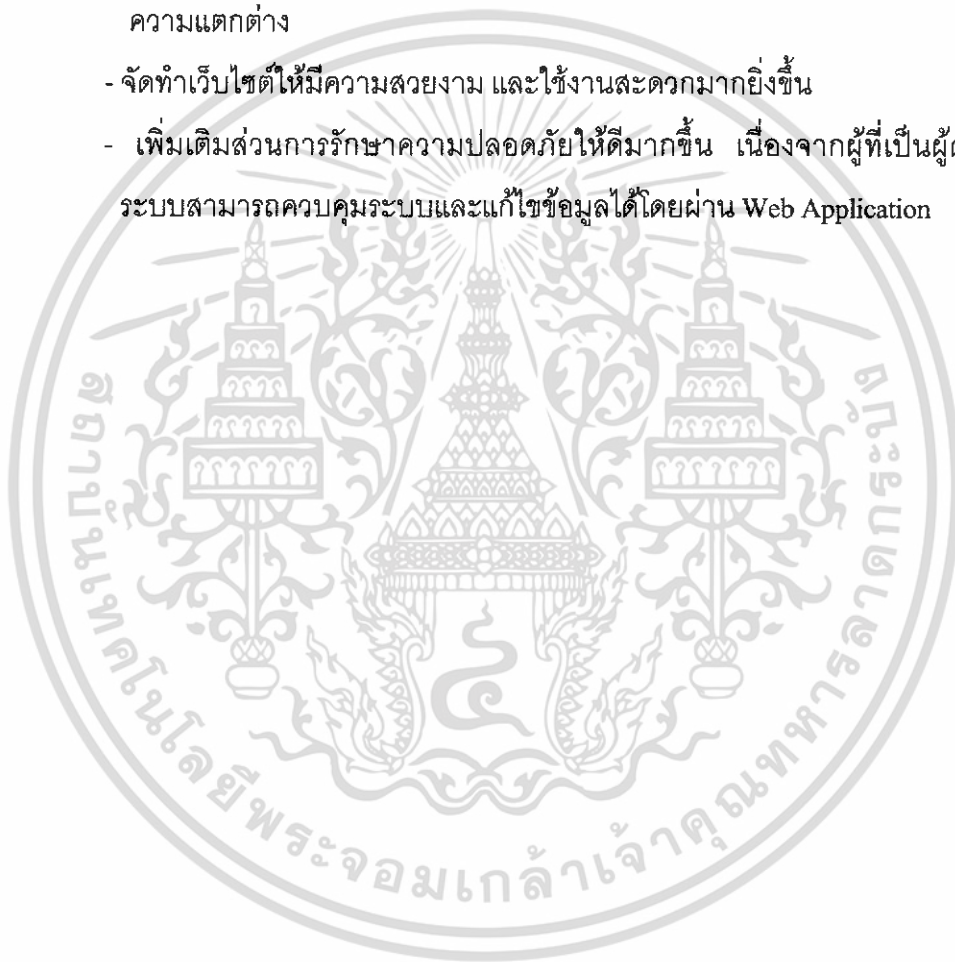 ความแตกต่าง
- จัดทำเว็บไซต์ให้มีความสวยงาม และใช้งานสะดวกมากยิ่งขึ้น
- เพิ่มเติมส่วนการรักษาความปลอดภัยให้ดีมากขึ้น เนื่องจากผู้ที่เป็นผู้
ระบบสามารถควบคุมระบบและแก้ไขข้อมูลได้โดยผ่าน Web Application
สถาบันเทคโนโลยีพระจอมเกล้าเจ้าคุณทหารลาดกระบัง